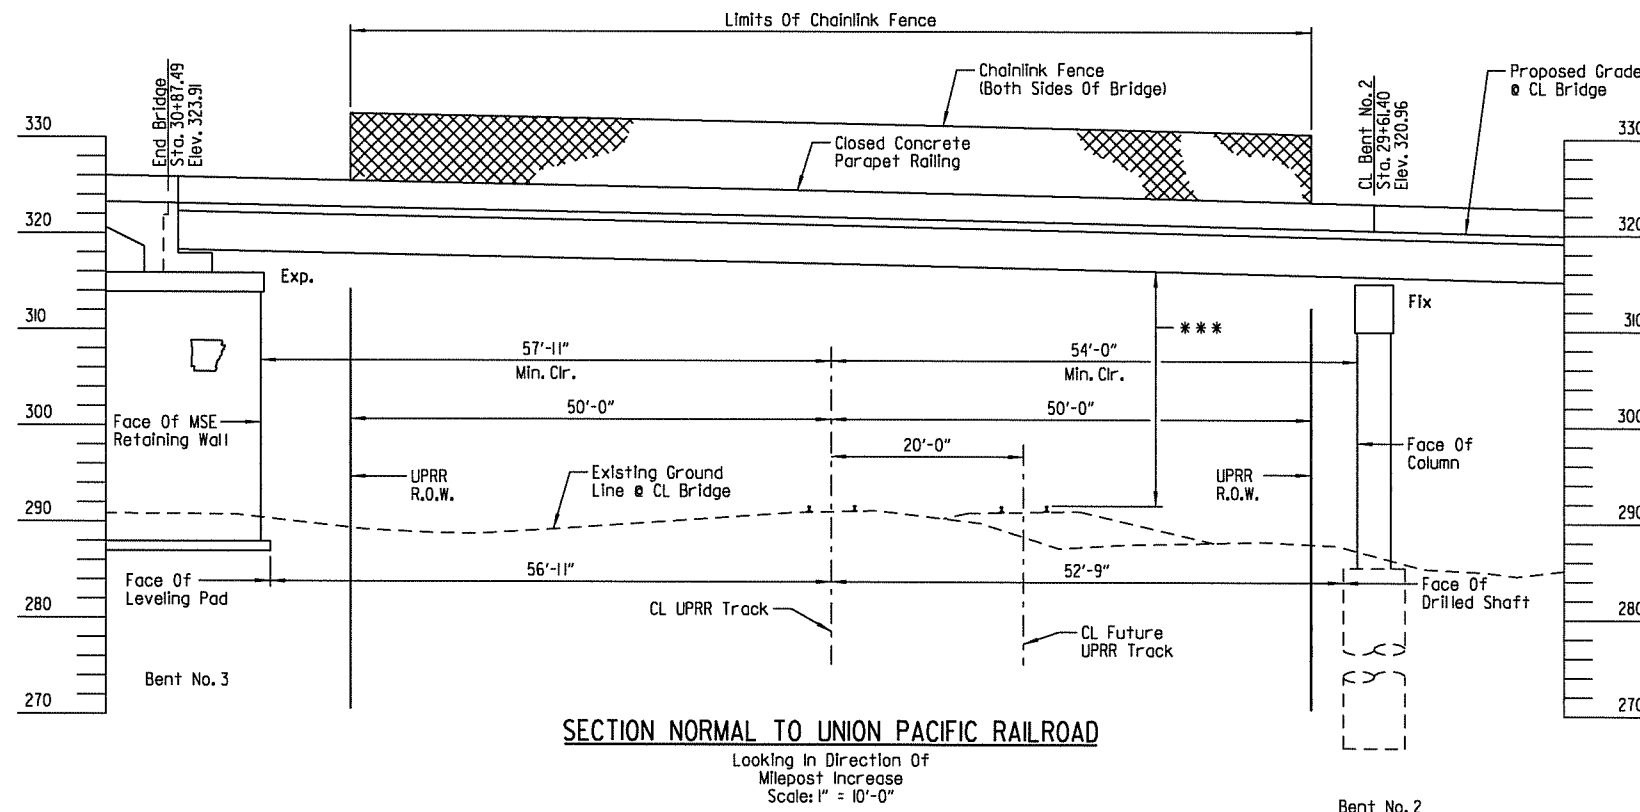 Limits Of Chainlink Fence
End Bridge
Sta. 30+87.49
Elev. 323.91
Chainlink Fence
(Both Sides Of Bridge)
Closed Concrete
Parapet Railing
CL Bent No. 2
Sta. 29+61.40
Elev. 320.96
Proposed Grade
@ CL Bridge
330
320
310
300
290
280
270
330
320
310
300
290
280
270
Exp.
Fix
***
57'-11"
Min. Clr.
54'-0"
Min. Clr.
50'-0"
50'-0"
20'-0"
Face Of MSE
Retaining Wall
UPRR
R.O.W.
Existing Ground
Line @ CL Bridge
UPRR
R.O.W.
Face Of
Column
56'-11"
52'-9"
Face Of
Leveling Pad
CL UPRR Track
CL Future
UPRR Track
Face Of
Drilled Shaft
Bent No. 3
SECTION NORMAL TO UNION PACIFIC RAILROAD
Looking In Direction Of
Milepost Increase
Scale: 1" = 10'-0"
Bent No. 2